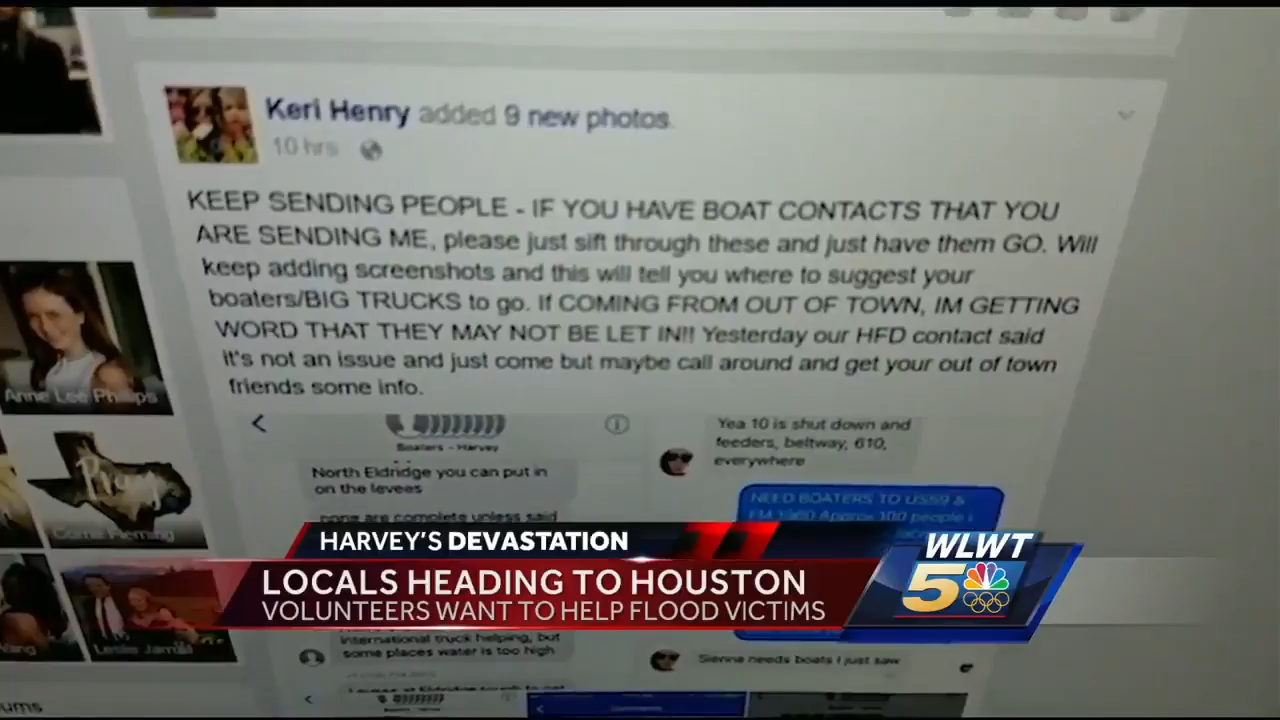 Keri Henry added 9 new photos.
10 hrs
KEEP SENDING PEOPLE - IF YOU HAVE BOAT CONTACTS THAT YOU
ARE SENDING ME, please just sift through these and just have them GO. Will
keep adding screenshots and this will tell you where to suggest your
boaters/BIG TRUCKS to go. If COMING FROM OUT OF TOWN, IM GETTING
WORD THAT THEY MAY NOT BE LET IN!! Yesterday our HFD contact said
it's not an issue and just come but maybe call around and get your out of town
friends some info.
Anne Lee Phillips
Pray
Leslie
ums
Boaters - Harvey
North Eldridge you can put in
on the levees
none are complete unless said
Yea 10 is shut down and
feeders, beltway, 610,
everywhere
NEED BOATERS TO US59 &
FM 1960 Approx 100 people
HARVEY'S DEVASTATION
LOCALS HEADING TO HOUSTON
VOLUNTEERS WANT TO HELP FLOOD VICTIMS
WLWT
5
international truck helping, but
some places water is too high
Sienna needs boats I just saw